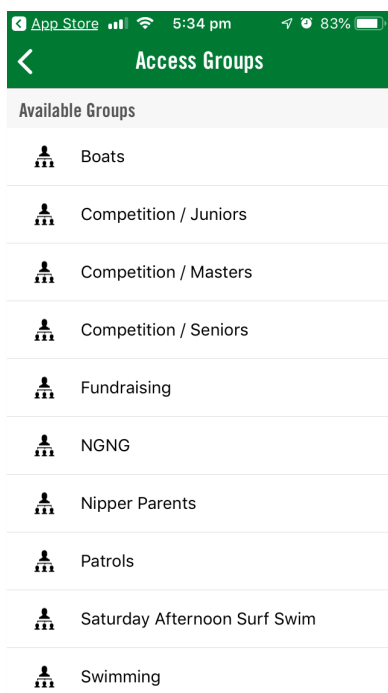 App Store 5:34 pm 83%
Access Groups
Available Groups
Boats
Competition / Juniors
Competition / Masters
Competition / Seniors
Fundraising
NGNG
Nipper Parents
Patrols
Saturday Afternoon Surf Swim
Swimming